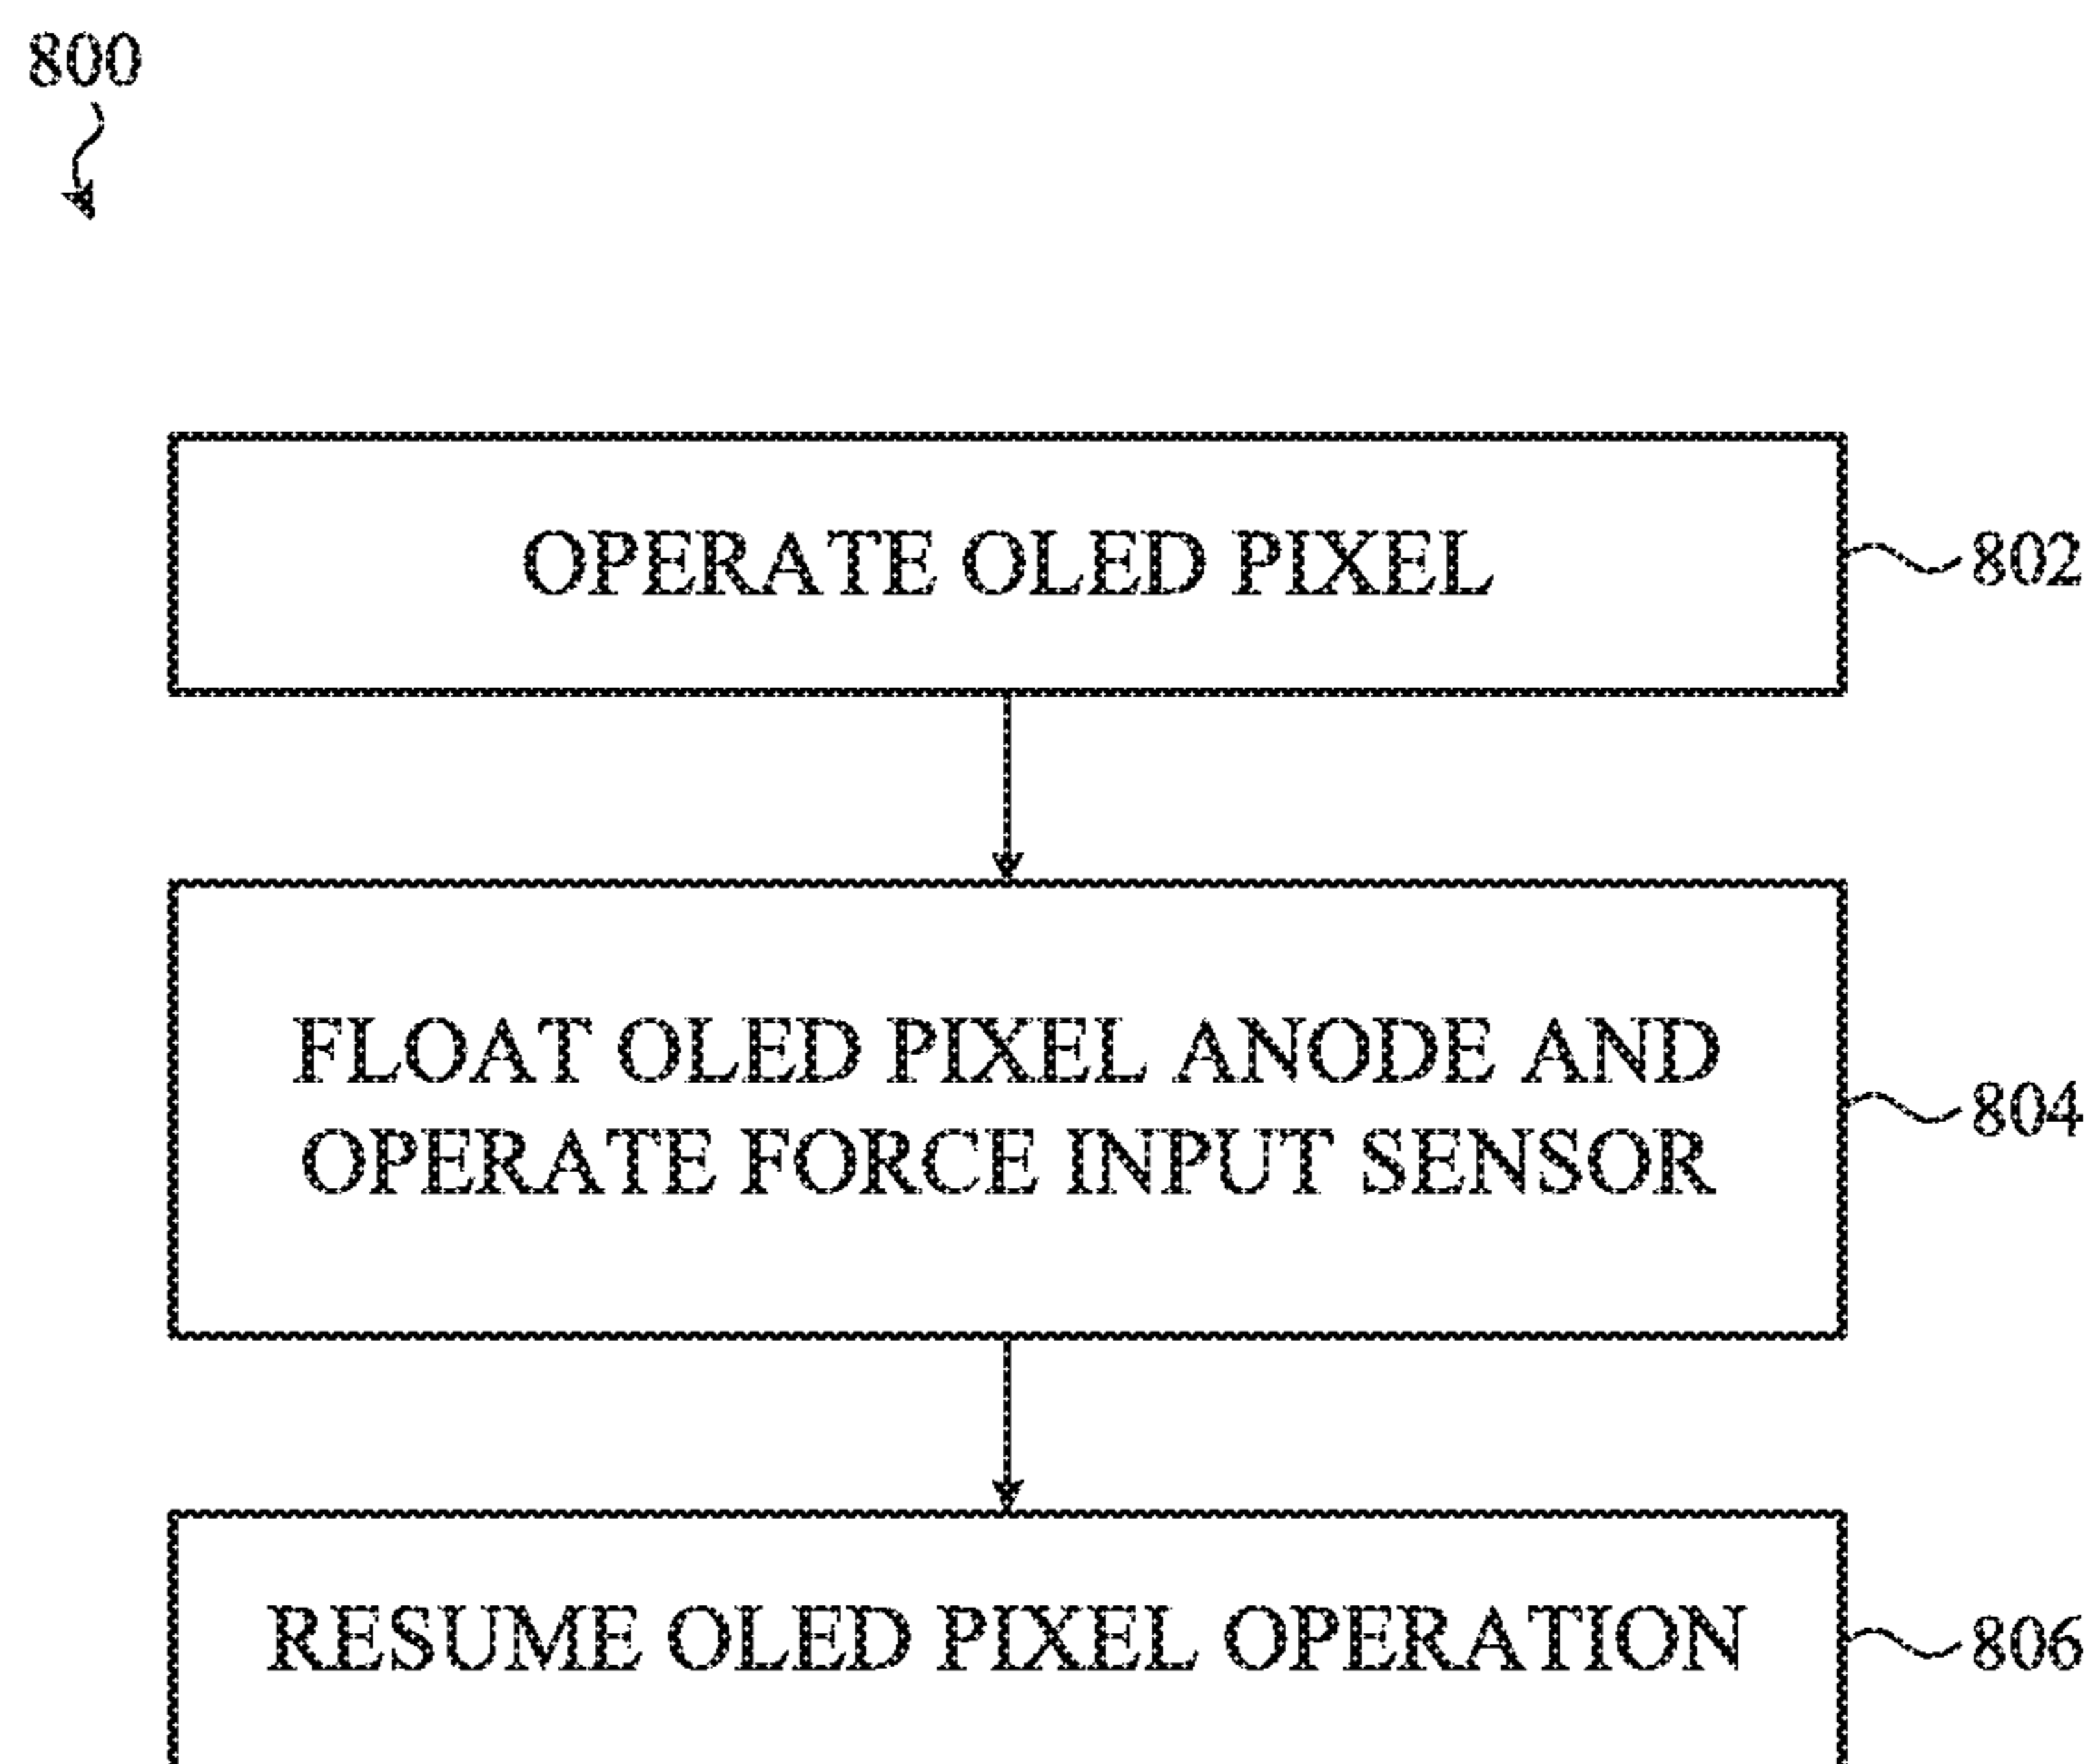 800
OPERATE OLED PIXEL
802
FLOAT OLED PIXEL ANODE AND
OPERATE FORCE INPUT SENSOR
804
RESUME OLED PIXEL OPERATION
806